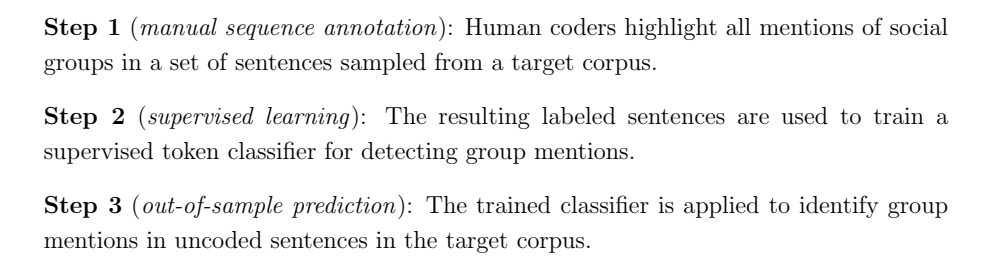 Step 1 (manual sequence annotation): Human coders highlight all mentions of social
groups in a set of sentences sampled from a target corpus.
Step 2 (supervised learning): The resulting labeled sentences are used to train a
supervised token classifier for detecting group mentions.
Step 3 (out-of-sample prediction): The trained classifier is applied to identify group
mentions in uncoded sentences in the target corpus.